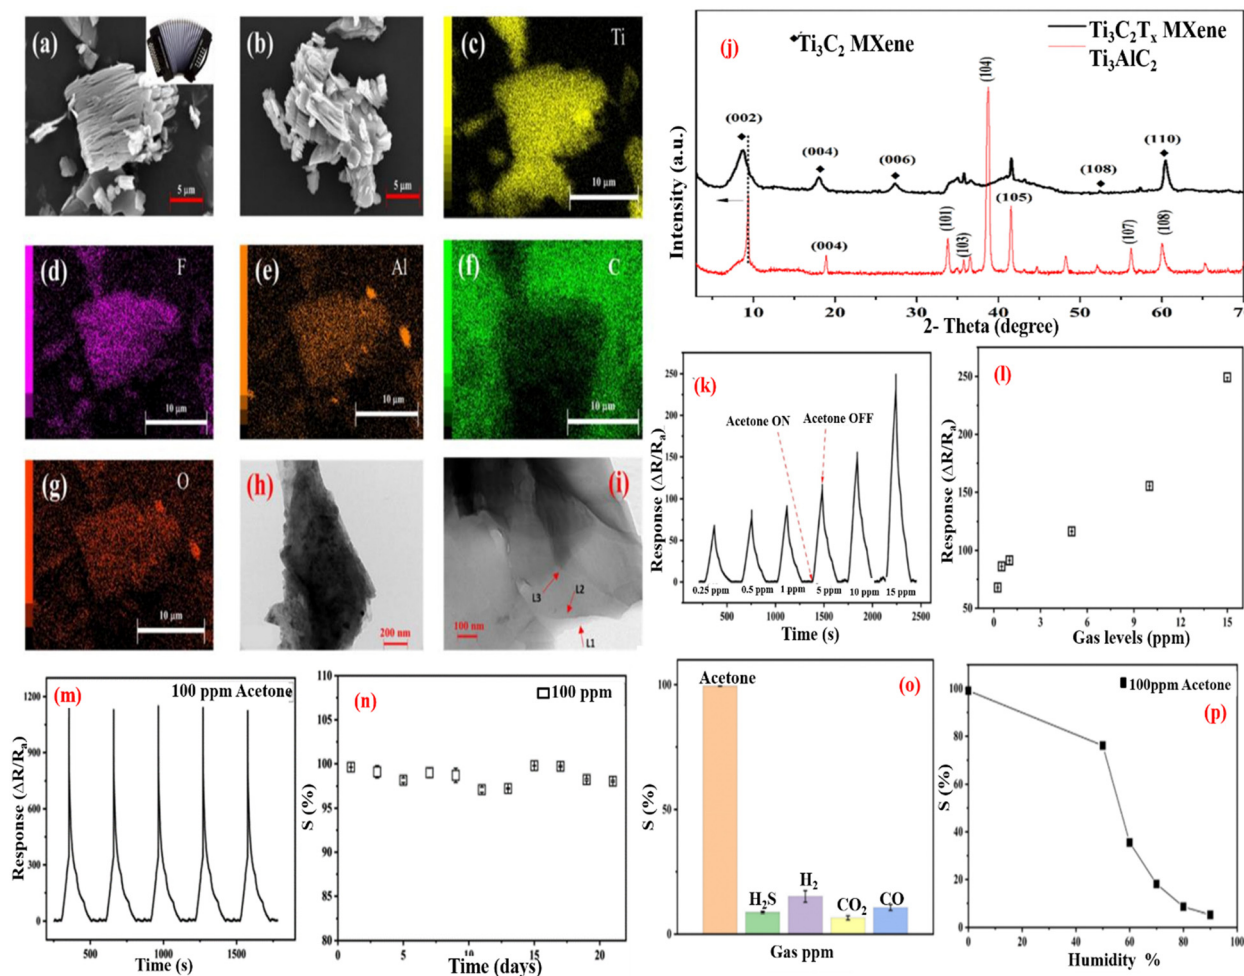 (a)
5 μm
(b)
5 μm
(c)
Ti
10 μm
(d)
F
10 μm
(e)
Al
10 μm
(f)
C
10 μm
(g)
O
10 μm
(h)
200 nm
(i)
L3
L2
L1
100 nm
(j)
◆Ti₃C₂ MXene
Ti₃C₂Tₓ MXene
Ti₃AlC₂
(002)
(004)
(006)
(104)
(108)
(110)
(004)
(101)
(103)
(105)
(107)
(108)
Intensity (a.u.)
10 20 30 40 50 60 70
2- Theta (degree)
(k)
Response (ΔR/Rₐ)
250
200
150
100
50
0
Acetone ON
Acetone OFF
0.25 ppm
0.5 ppm
1 ppm
5 ppm
10 ppm
15 ppm
500 1000 1500 2000 2500
Time (s)
(l)
Response (ΔR/Rₐ)
250
200
150
100
50
0 3 6 9 12 15
Gas levels (ppm)
(m)
100 ppm Acetone
Response (ΔR/Rₐ)
1200
900
600
300
0
500 1000 1500
Time (s)
(n)
100 ppm
S (%)
110
105
100
95
90
85
80
0 5 10 15 20
Time (days)
(o)
S (%)
100
50
0
Acetone
H₂S
H₂
CO₂
CO
Gas ppm
(p)
100ppm Acetone
S (%)
100
80
60
40
20
0
0 20 40 60 80 100
Humidity %